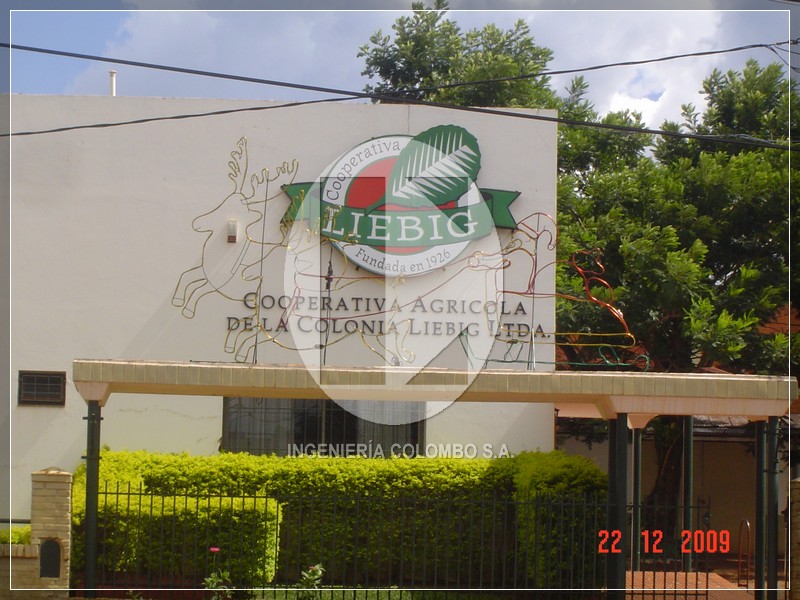 Cooperativa
LIEBIG
Fundada en 1926
COOPERATIVA AGRICOLA
DE LA COLONIA LIEBIG LTDA.
INGENIERÍA COLOMBO S.A.
22 12 2009